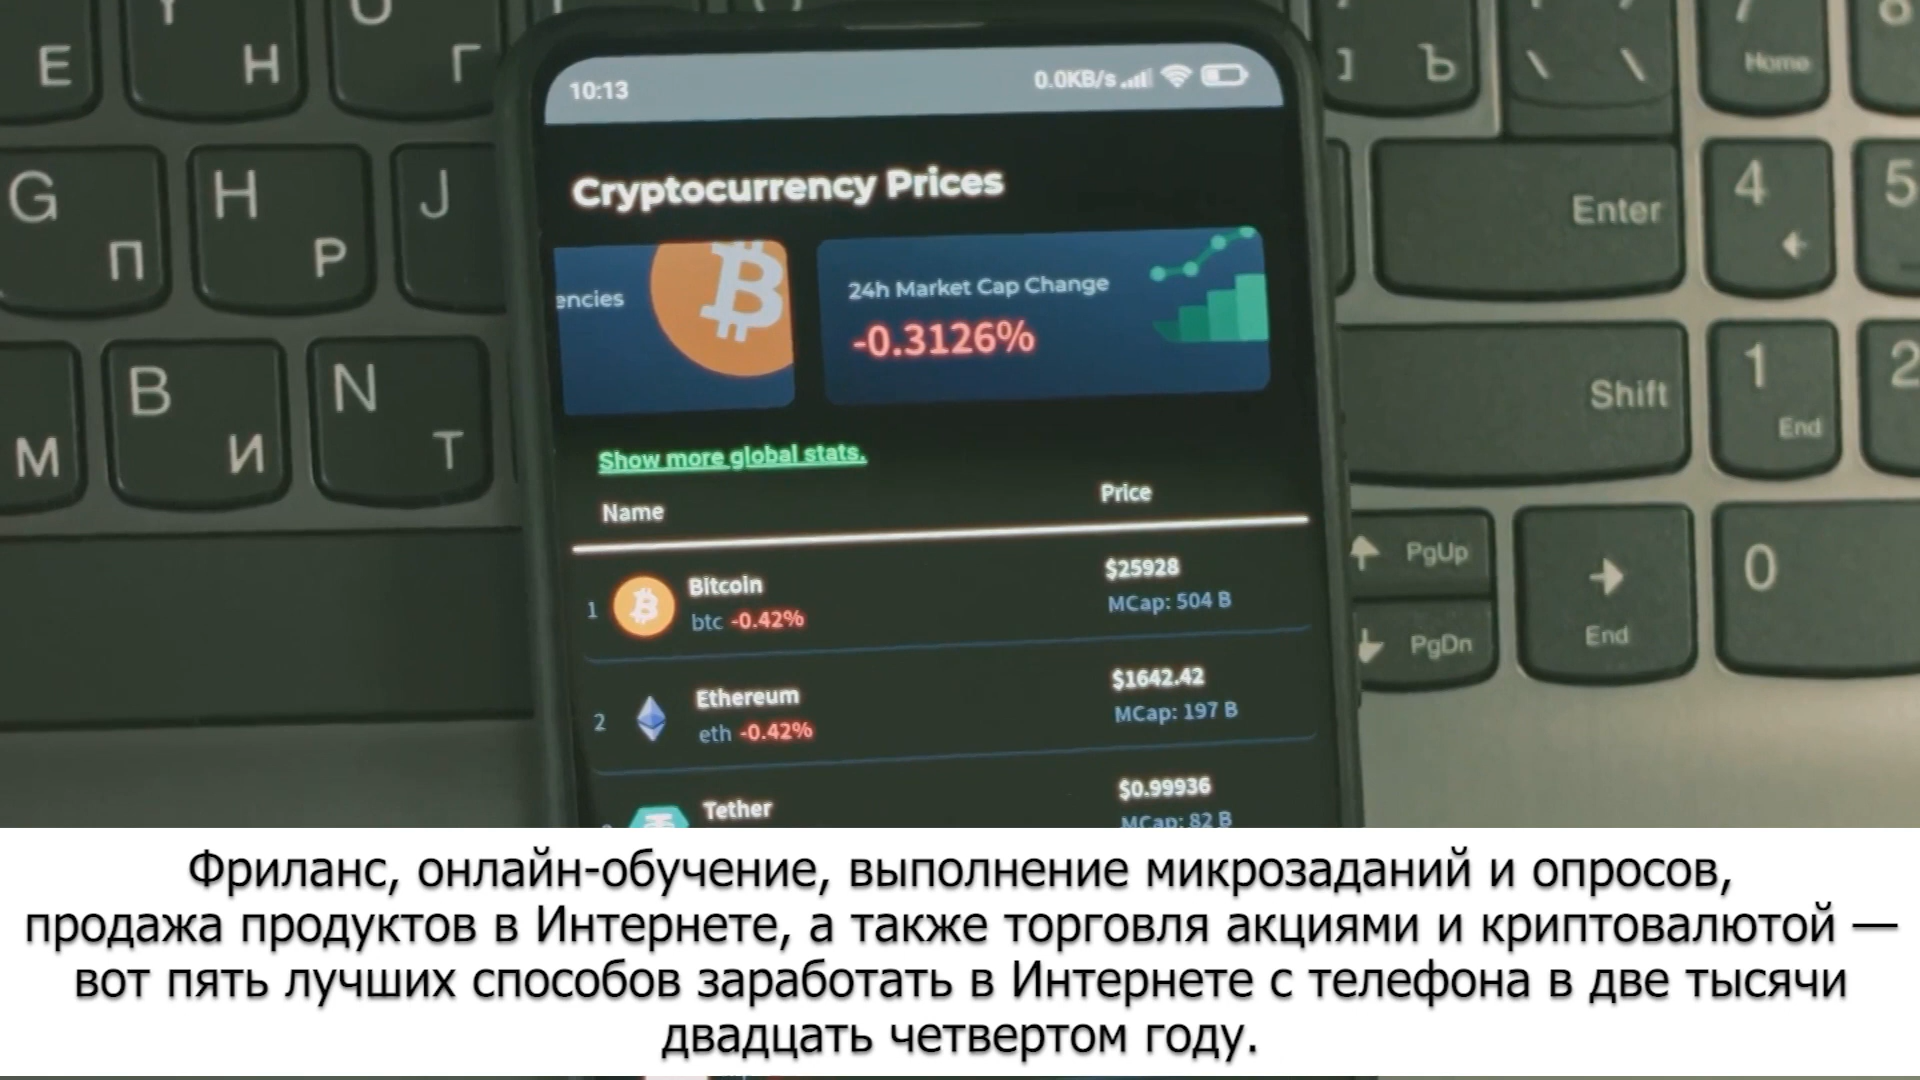 E
Y
Н
U
Г
Ъ
\
\
7
Home
8
G
П
H
Р
J
Enter
4
5
М
B
И
N
Т
Shift
1
End
2
PgUp
PgDn
End
0
10:13
0.0KB/s
Cryptocurrency Prices
encies
24h Market Cap Change
-0.3126%
Show more global stats.
Name Price
1 Bitcoin $25928
btc -0.42% MCap: 504 B
2 Ethereum $1642.42
eth -0.42% MCap: 197 B
Tether $0.99936
MCap: 82 B
Фриланс, онлайн-обучение, выполнение микрозаданий и опросов,
продажа продуктов в Интернете, а также торговля акциями и криптовалютой —
вот пять лучших способов заработать в Интернете с телефона в две тысячи
двадцать четвертом году.